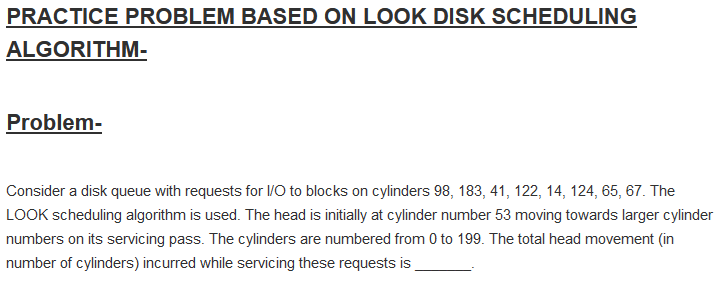 PRACTICE PROBLEM BASED ON LOOK DISK SCHEDULING
ALGORITHM-
Problem-
Consider a disk queue with requests for I/O to blocks on cylinders 98, 183, 41, 122, 14, 124, 65, 67. The
LOOK scheduling algorithm is used. The head is initially at cylinder number 53 moving towards larger cylinder
numbers on its servicing pass. The cylinders are numbered from 0 to 199. The total head movement (in
number of cylinders) incurred while servicing these requests is _______.